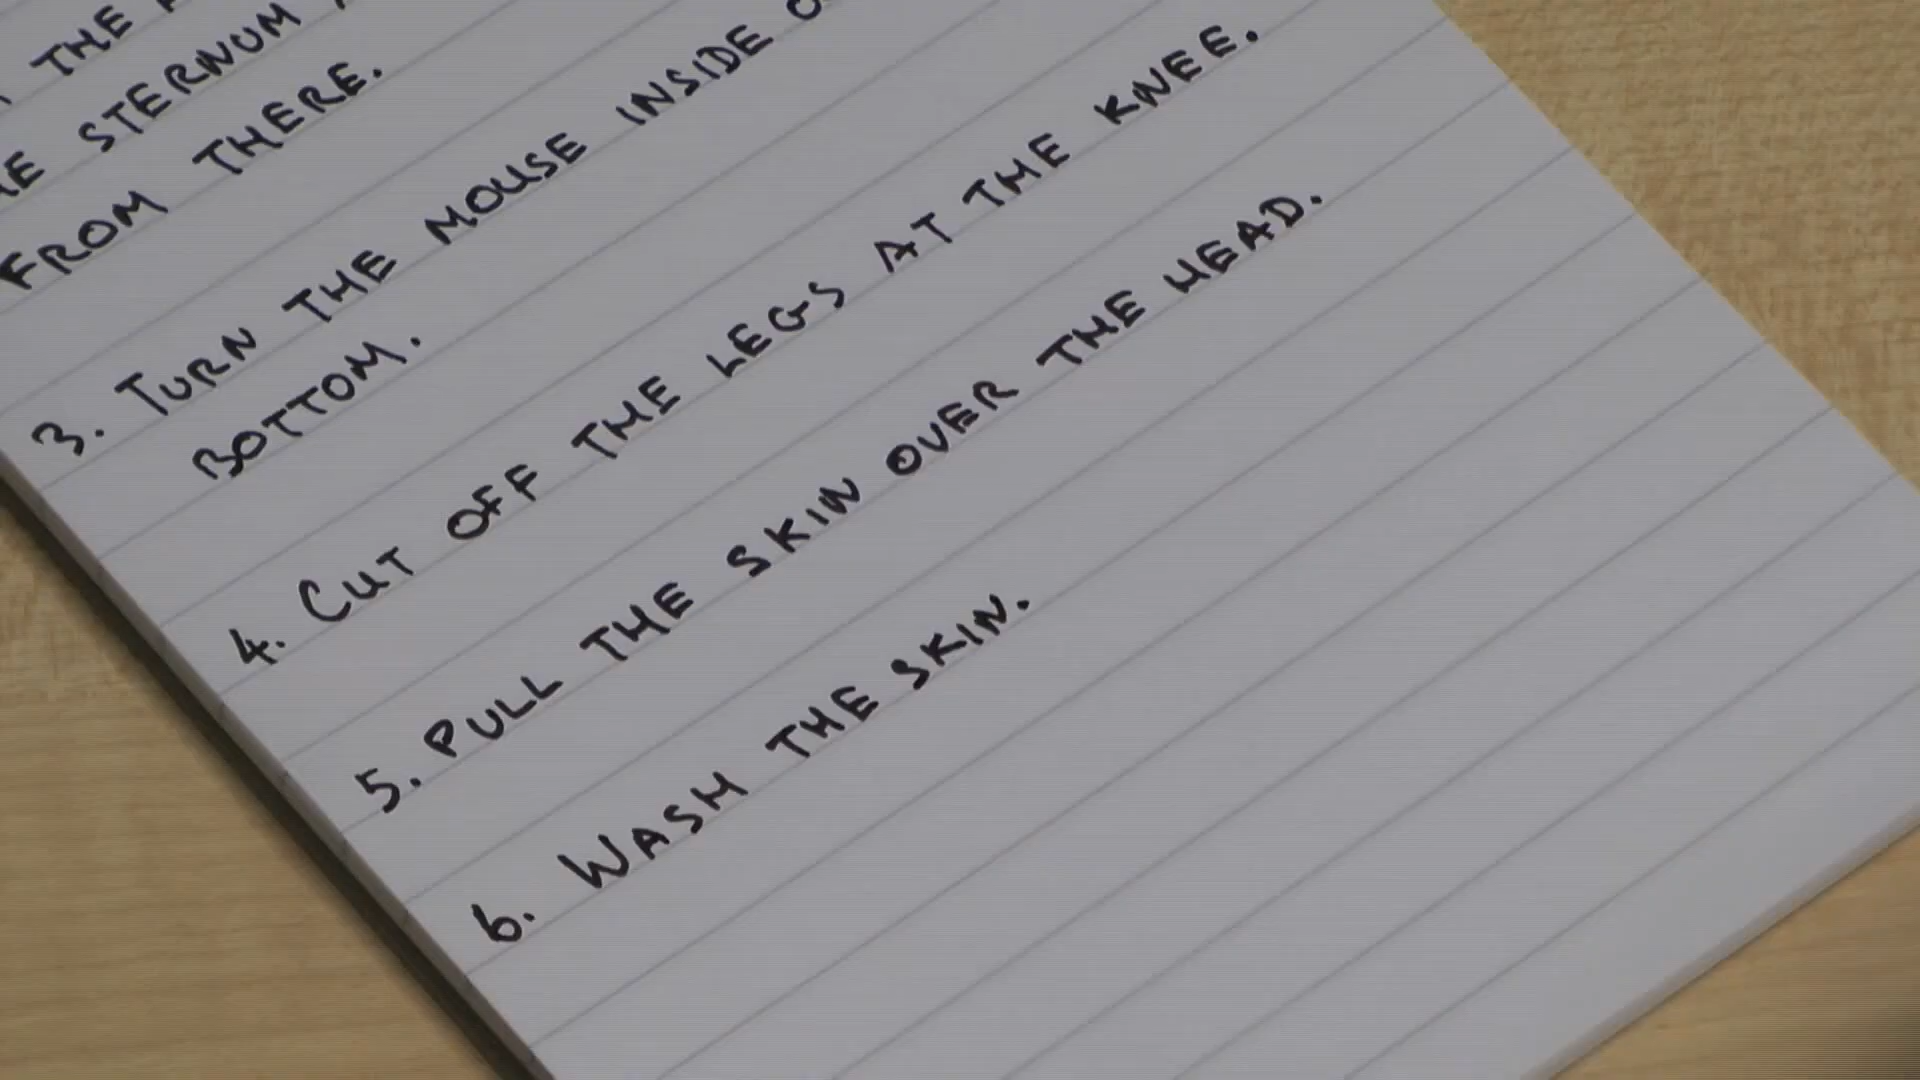 THE
STERNUM
FROM THERE.
3. TURN THE MOUSE INSIDE
BOTTOM.
4. CUT OFF THE LEGS AT THE KNEE.
5. PULL THE SKIN OVER THE HEAD.
6. WASH THE SKIN.